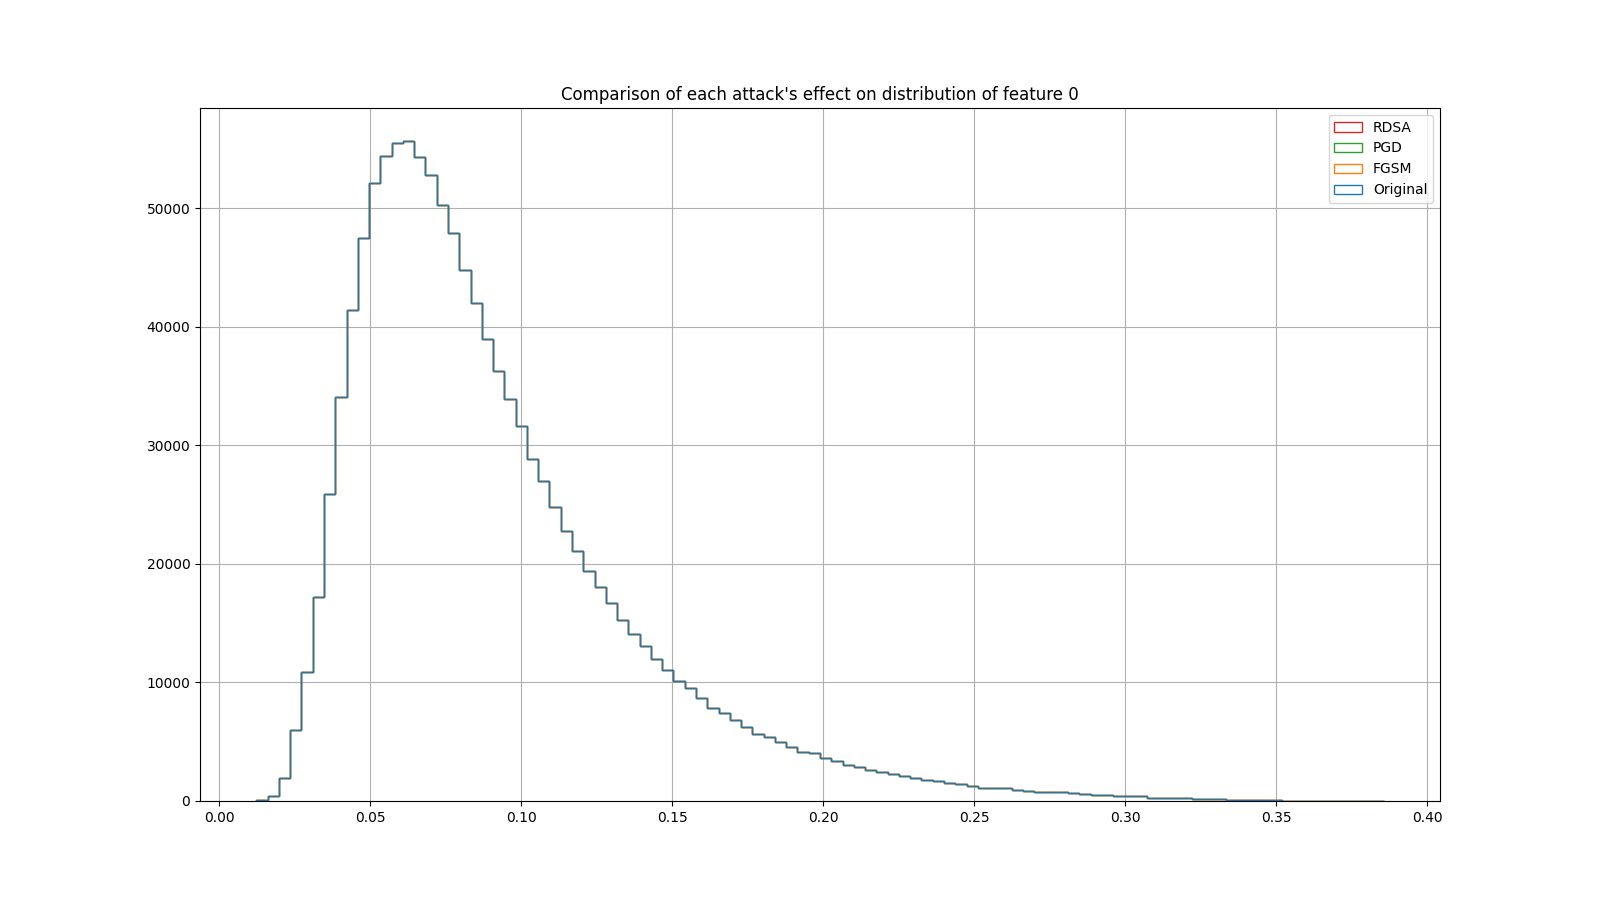 Comparison of each attack's effect on distribution of feature 0
RDSA
PGD
FGSM
Original
50000
40000
30000
20000
10000
0
0.00 0.05 0.10 0.15 0.20 0.25 0.30 0.35 0.40